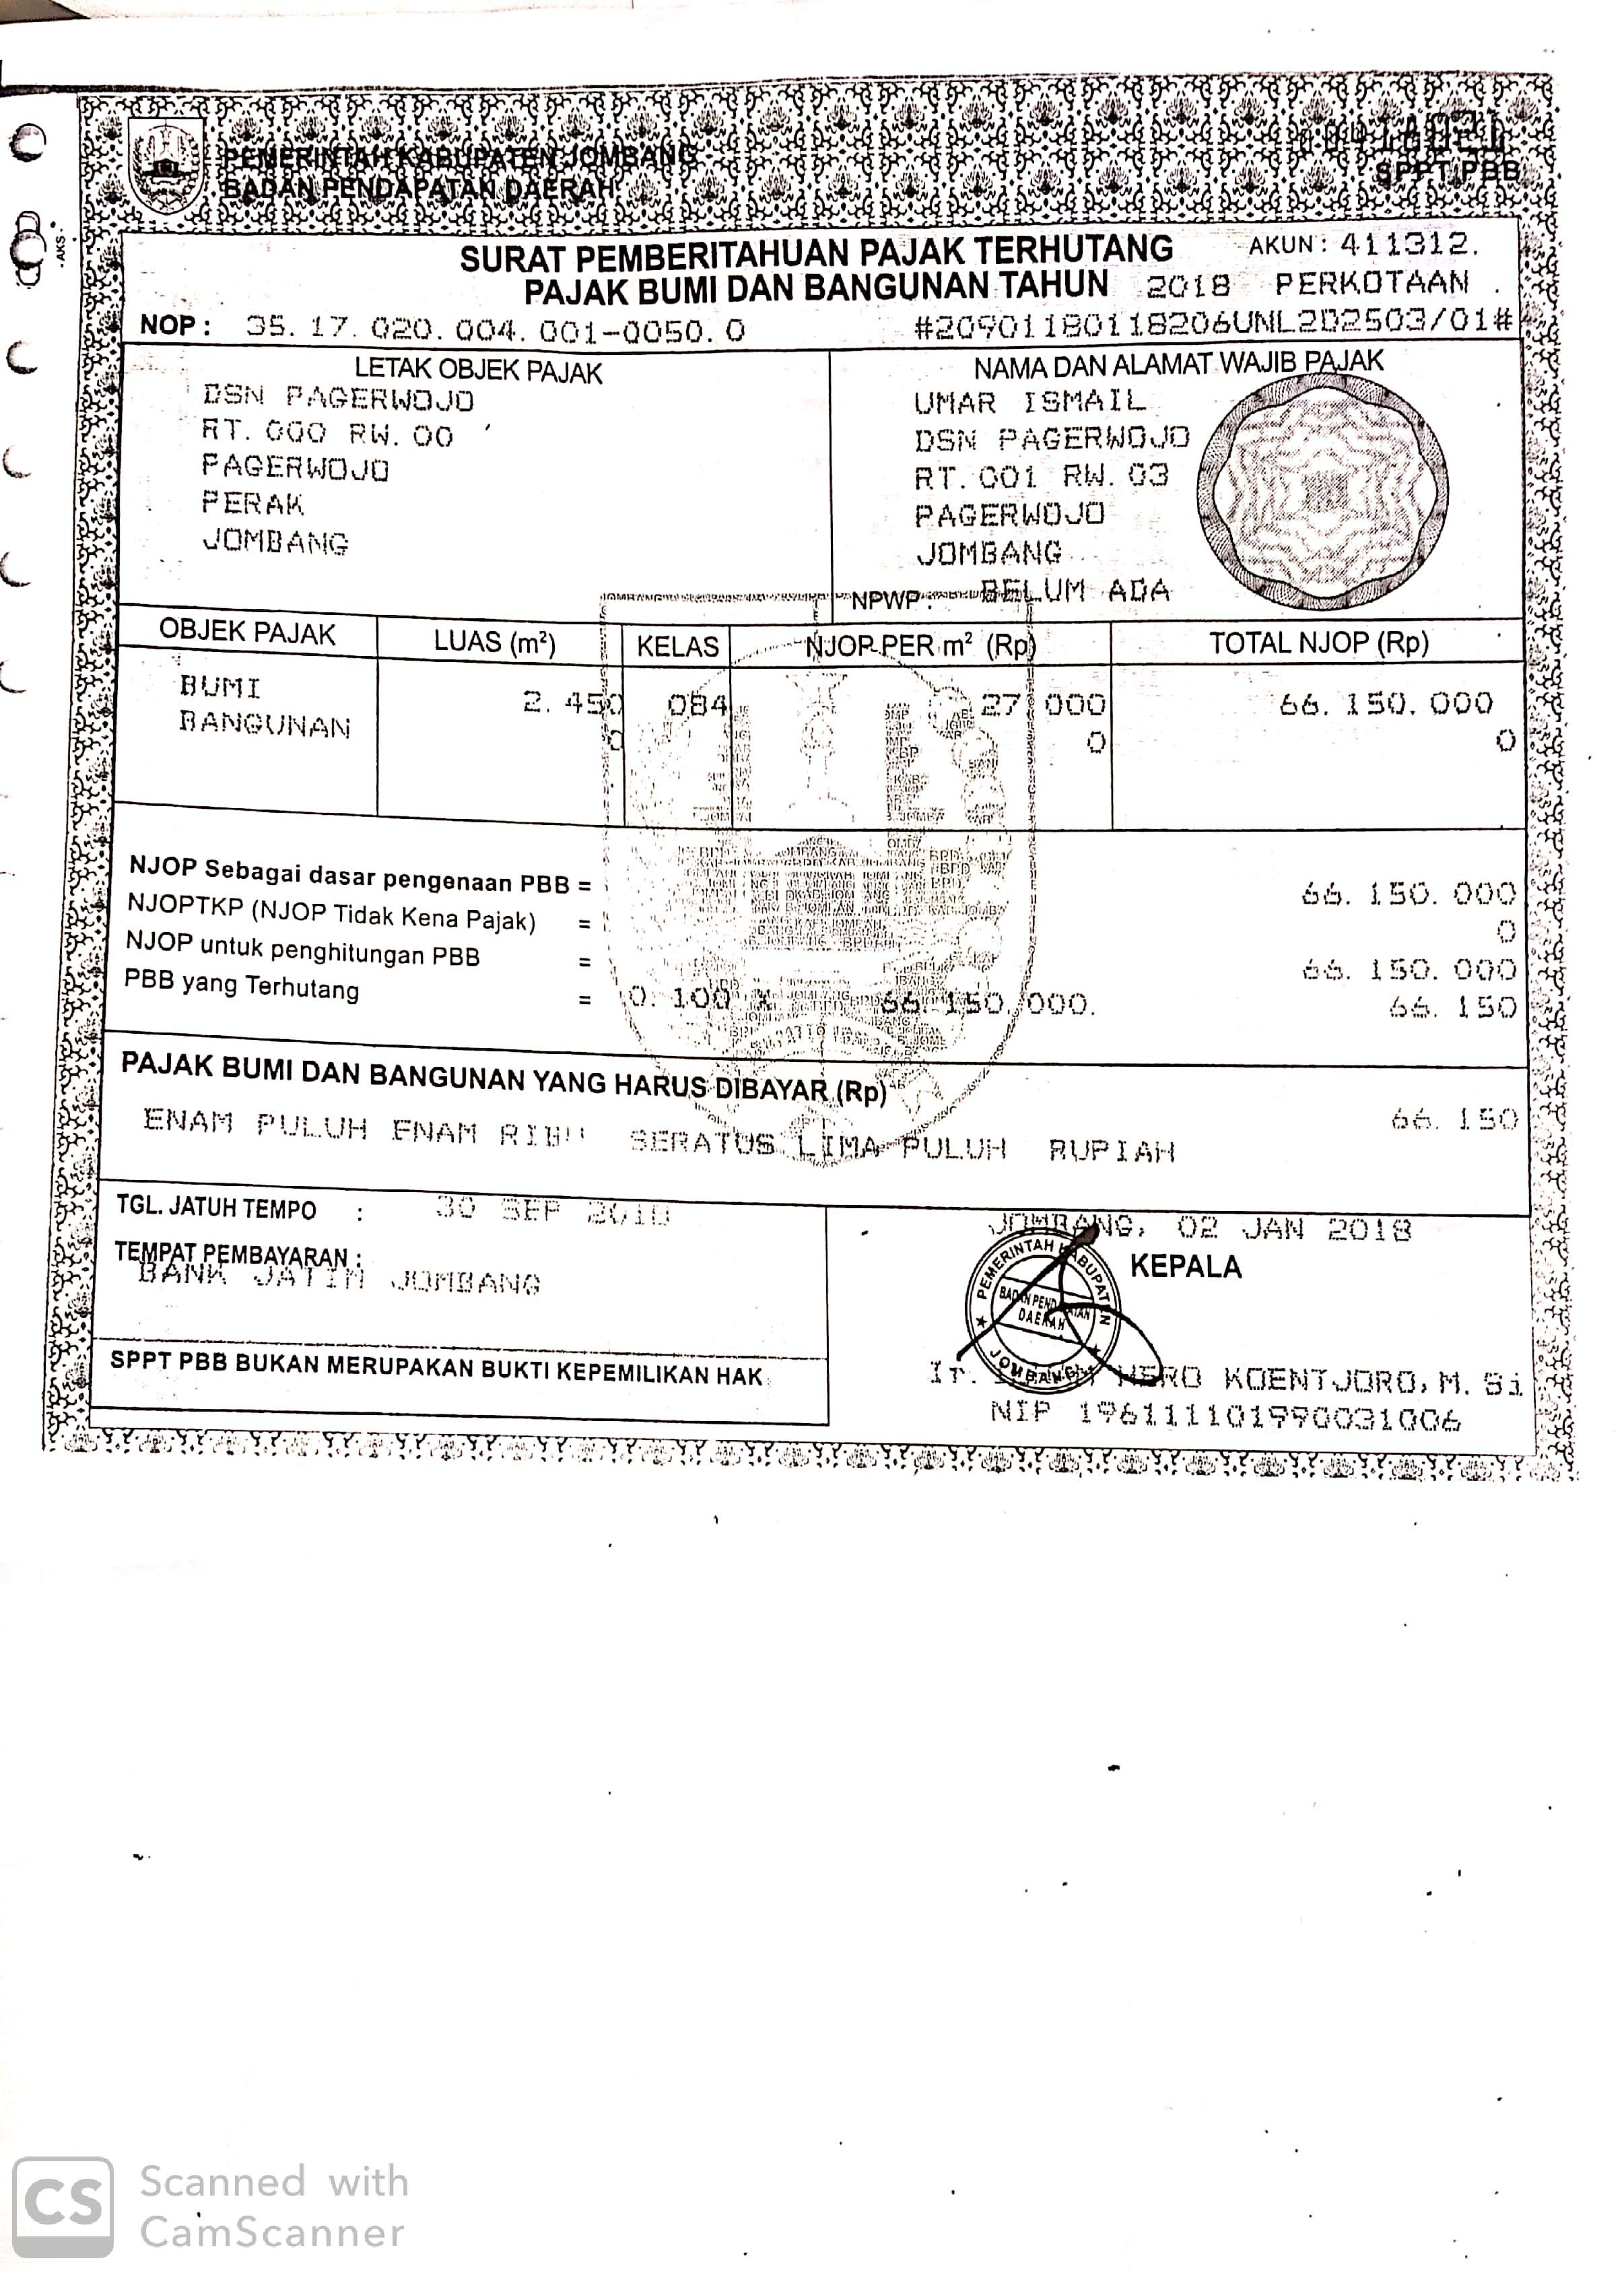 PEMERINTAH KABUPATEN JOMBANG
BADAN PENDAPATAN DAERAH
SPPT PBB
- AKS -
SURAT PEMBERITAHUAN PAJAK TERHUTANG AKUN : 411312.
PAJAK BUMI DAN BANGUNAN TAHUN 2018 PERKOTAAN
NOP : 35. 17. 020. 004. 001-0050. 0 #20901180118206UNL2D2503/01#
LETAK OBJEK PAJAK
DSN PAGERWOJO
RT. 000 RW. 00
PAGERWOJO
PERAK
JOMBANG
NAMA DAN ALAMAT WAJIB PAJAK
UMAR ISMAIL
DSN PAGERWOJO
RT. 001 RW. 03
PAGERWOJO
JOMBANG
NPWP : BELUM ADA
OBJEK PAJAK LUAS (m²) KELAS NJOP PER m² (Rp) TOTAL NJOP (Rp)
BUMI 2. 450 084 27 000 66. 150. 000
BANGUNAN 0 0 0
NJOP Sebagai dasar pengenaan PBB = 66. 150. 000
NJOPTKP (NJOP Tidak Kena Pajak) = 0
NJOP untuk penghitungan PBB = 66. 150. 000
PBB yang Terhutang = 0. 100 X 66. 150. 000. 66. 150
PAJAK BUMI DAN BANGUNAN YANG HARUS DIBAYAR (Rp) 66. 150
ENAM PULUH ENAM RIBU SERATUS LIMA PULUH RUPIAH
TGL. JATUH TEMPO : 30 SEP 2018
TEMPAT PEMBAYARAN :
BANK JATIM JOMBANG
SPPT PBB BUKAN MERUPAKAN BUKTI KEPEMILIKAN HAK
JOMBANG, 02 JAN 2018
KEPALA
PEMERINTAH KABUPATEN
BADAN PENDAPATAN
DAERAH
JOMBANG
Ir. HERO KOENTJORO, M. Si
NIP 196111101990031006
CS Scanned with
CamScanner